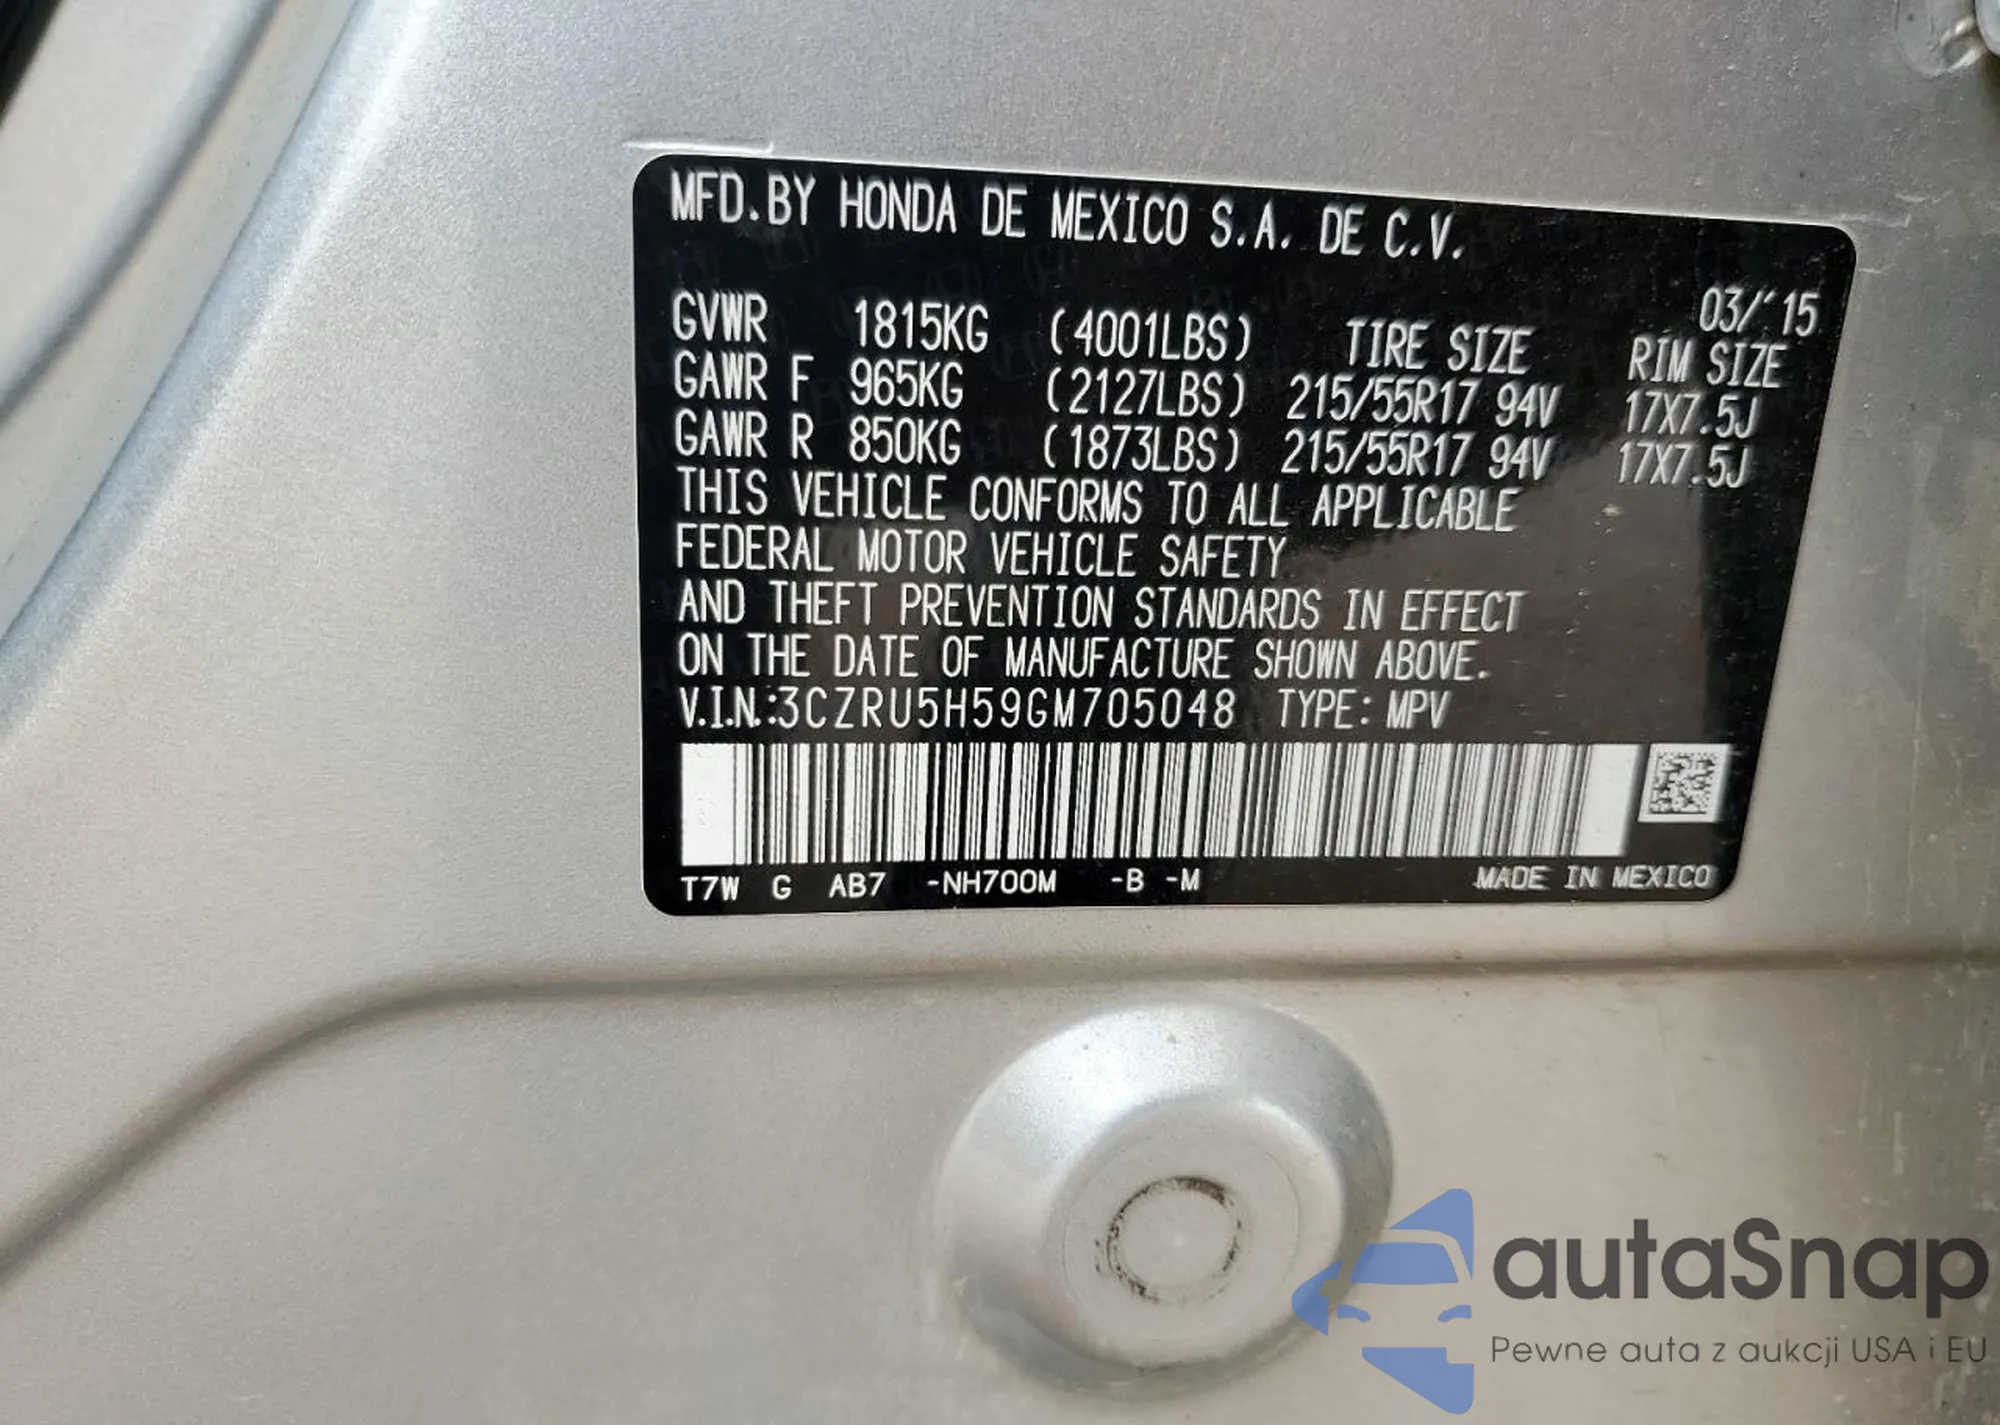 MFD.BY HONDA DE MEXICO S.A. DE C.V.
03/'15
GVWR 1815KG (4001LBS) TIRE SIZE RIM SIZE
GAWR F 965KG (2127LBS) 215/55R17 94V 17X7.5J
GAWR R 850KG (1873LBS) 215/55R17 94V 17X7.5J
THIS VEHICLE CONFORMS TO ALL APPLICABLE
FEDERAL MOTOR VEHICLE SAFETY
AND THEFT PREVENTION STANDARDS IN EFFECT
ON THE DATE OF MANUFACTURE SHOWN ABOVE.
V.I.N.:3CZRU5H59GM705048 TYPE: MPV
T7W G AB7 -NH700M -B -M MADE IN MEXICO
autaSnap
Pewne auta z aukcji USA i EU